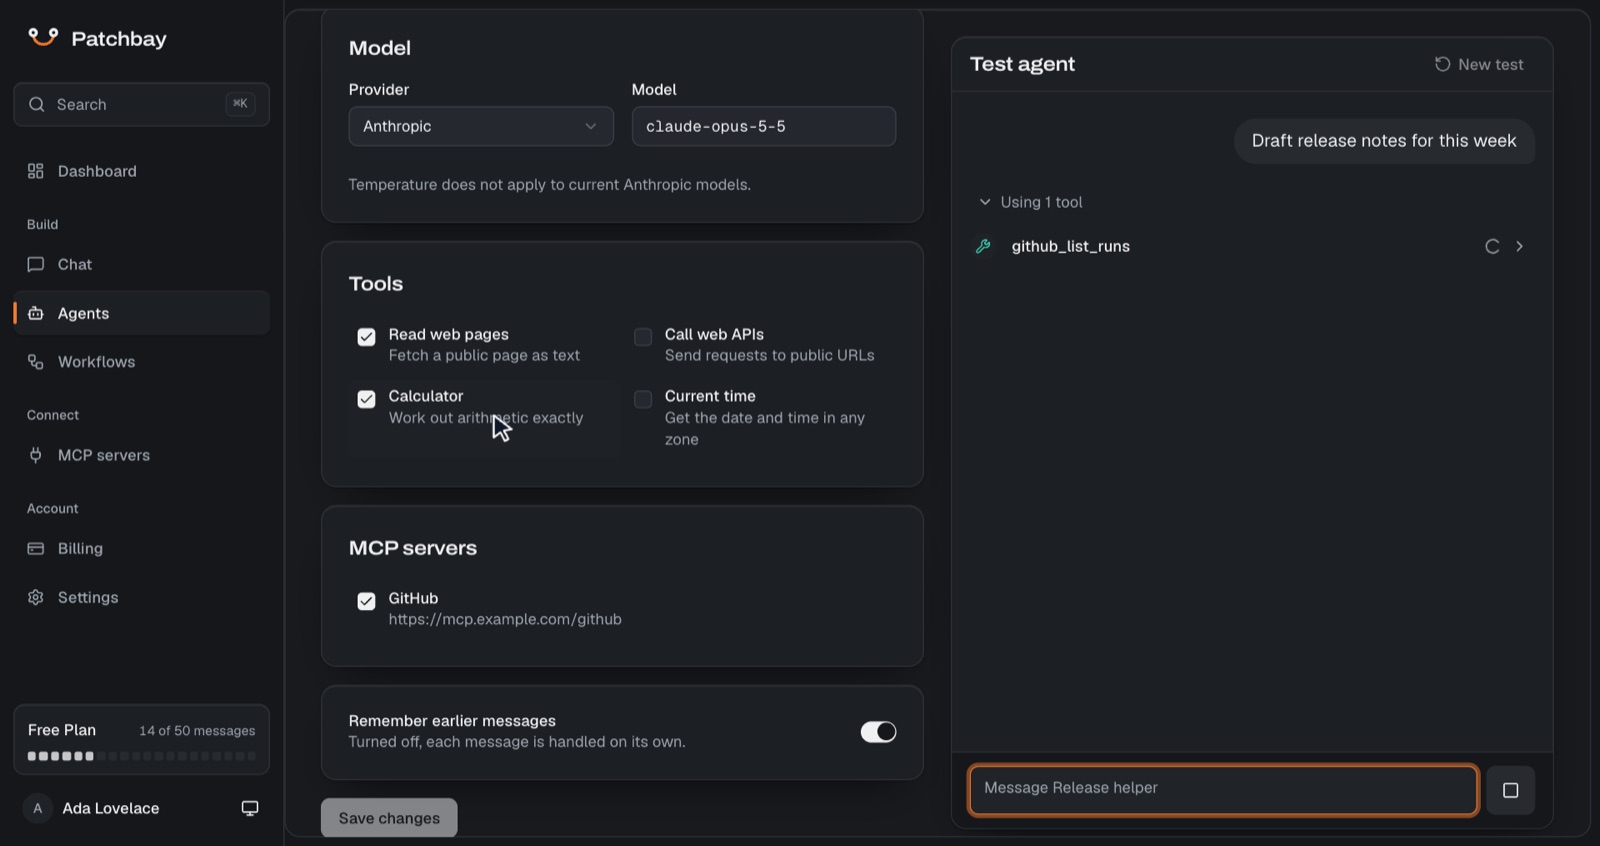 Patchbay
Search
⌘K
Dashboard
Build
Chat
Agents
Workflows
Connect
MCP servers
Account
Billing
Settings
Free Plan
14 of 50 messages
A
Ada Lovelace
Model
Provider
Model
Anthropic
claude-opus-5-5
Temperature does not apply to current Anthropic models.
Tools
Read web pages
Fetch a public page as text
Call web APIs
Send requests to public URLs
Calculator
Work out arithmetic exactly
Current time
Get the date and time in any
zone
MCP servers
GitHub
https://mcp.example.com/github
Remember earlier messages
Turned off, each message is handled on its own.
Save changes
Test agent
New test
Draft release notes for this week
Using 1 tool
github_list_runs
Message Release helper